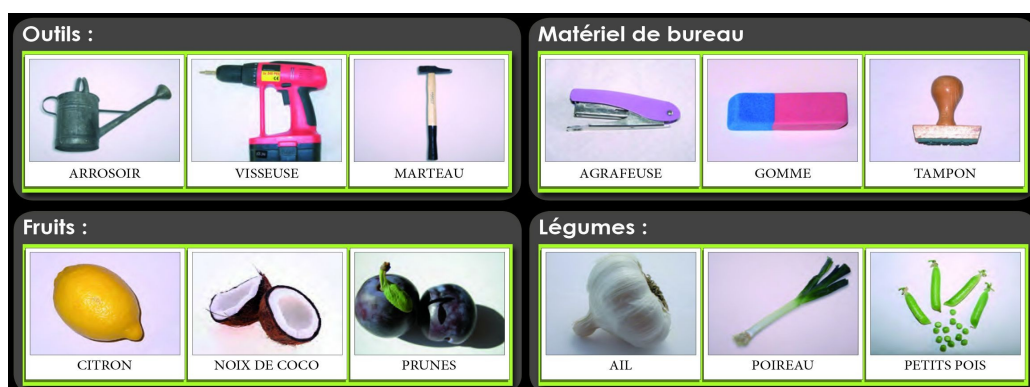 Outils :
ARROSOIR
VISSEUSE
MARTEAU
Matériel de bureau
AGRAFEUSE
GOMME
TAMPON
Fruits :
CITRON
NOIX DE COCO
PRUNES
Légumes :
AIL
POIREAU
PETITS POIS